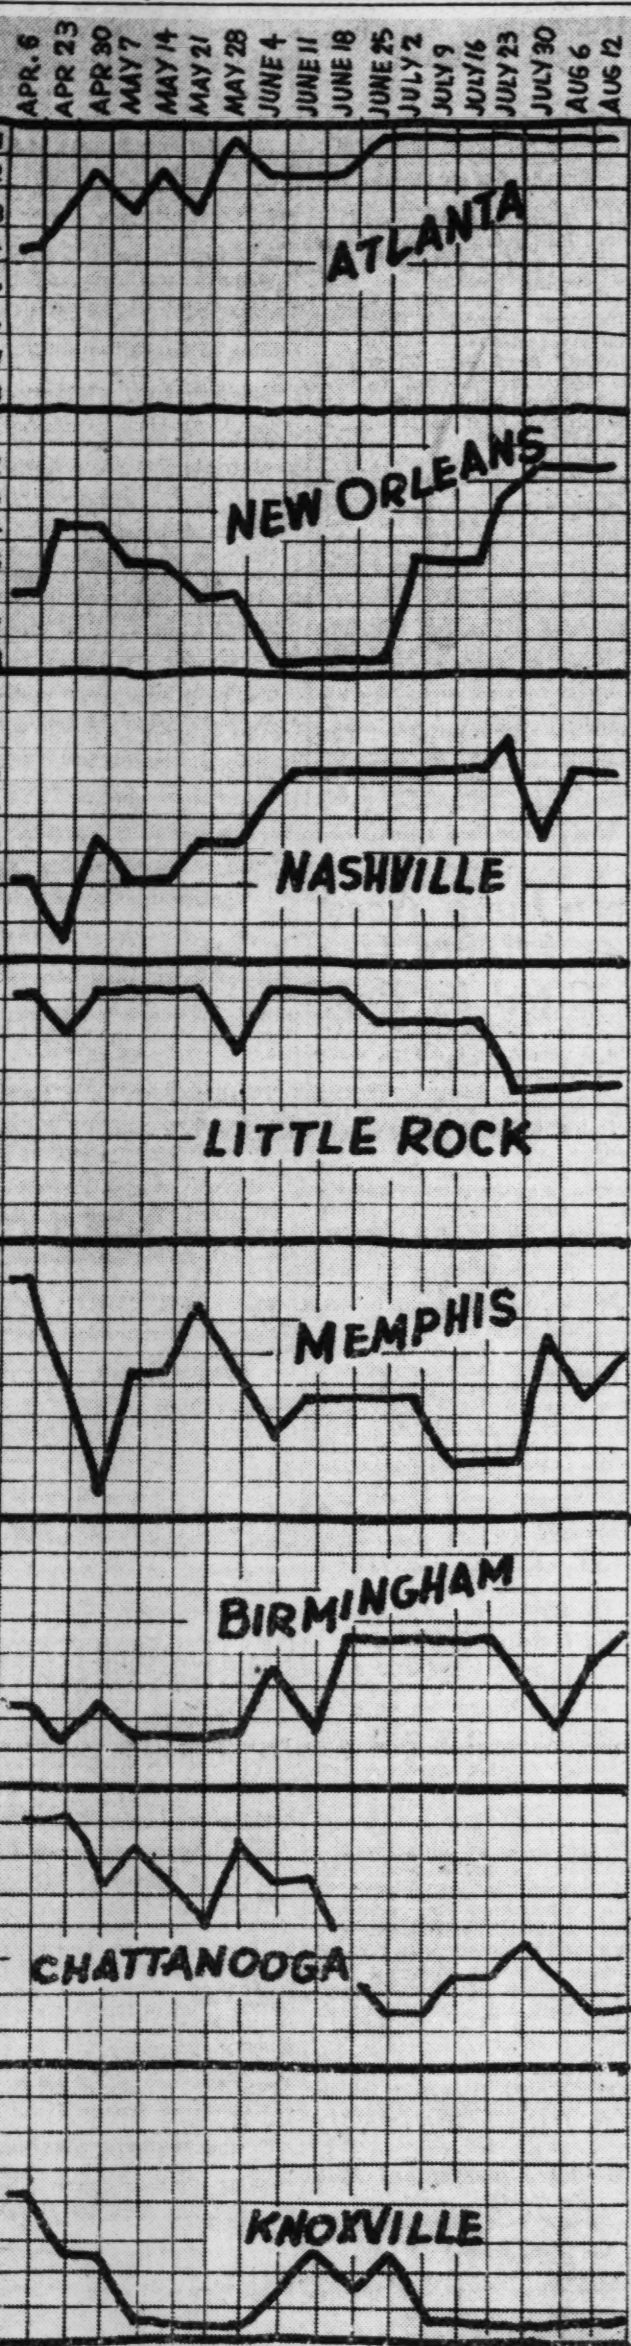 APR. 6
APR 23
APR 30
MAY 7
MAY 14
MAY 21
MAY 28
JUNE 4
JUNE 11
JUNE 18
JUNE 25
JULY 2
JULY 9
JULY 16
JULY 23
JULY 30
AUG 6
AUG 12
ATLANTA
NEW ORLEANS
NASHVILLE
LITTLE ROCK
MEMPHIS
BIRMINGHAM
CHATTANOOGA
KNOXVILLE